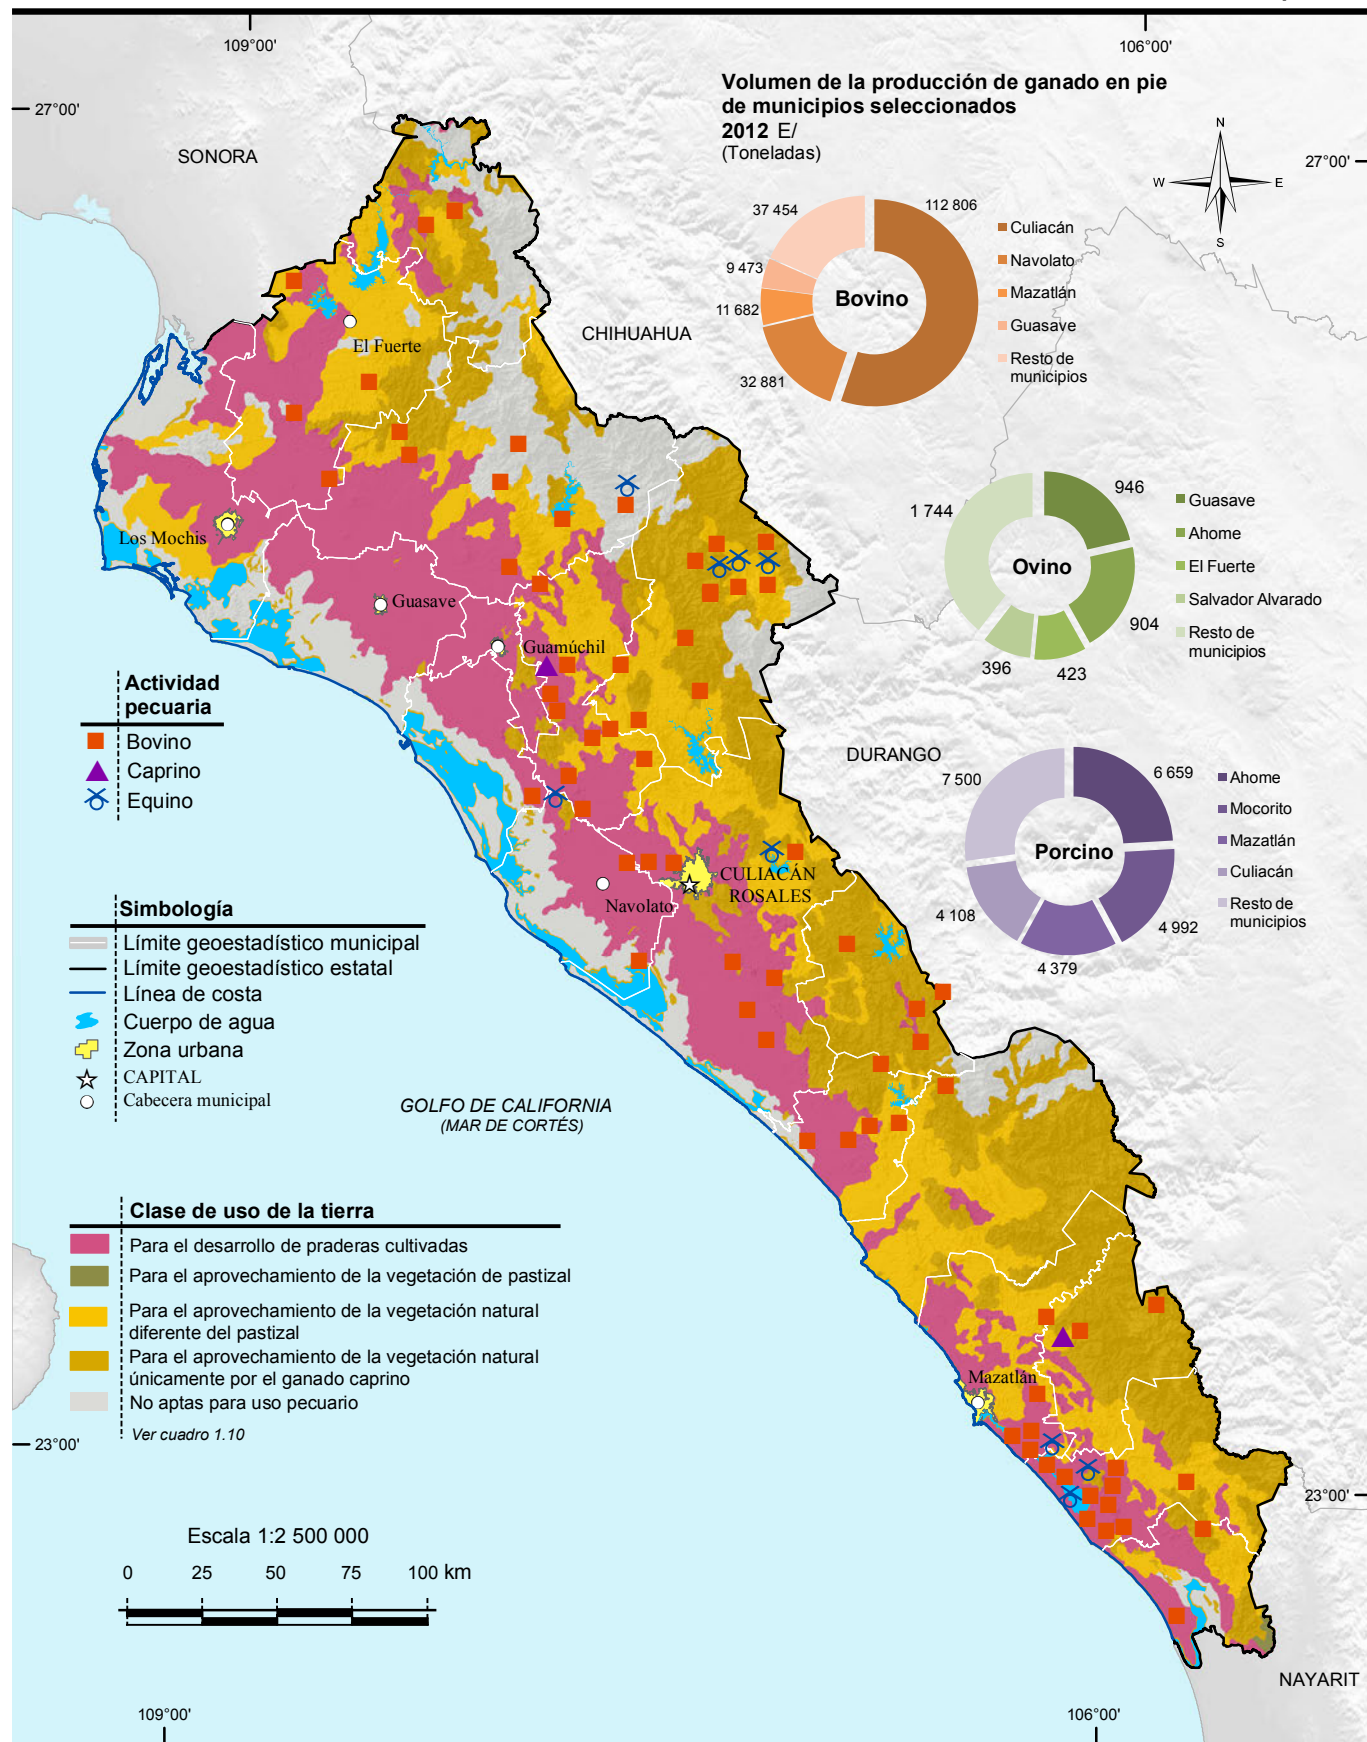 109°00'
106°00'
27°00'
27°00'
Volumen de la producción de ganado en pie
de municipios seleccionados
2012 E/
(Toneladas)
N
W
E
S
SONORA
CHIHUAHUA
37 454
112 806
9 473
11 682
32 881
Bovino
Culiacán
Navolato
Mazatlán
Guasave
Resto de
municipios
El Fuerte
Los Mochis
Guasave
Guamúchil
1 744
946
904
423
396
Ovino
Guasave
Ahome
El Fuerte
Salvador Alvarado
Resto de
municipios
Actividad
pecuaria
Bovino
Caprino
Equino
DURANGO
7 500
6 659
4 992
4 379
4 108
Porcino
Ahome
Mocorito
Mazatlán
Culiacán
Resto de
municipios
CULIACÁN
ROSALES
Navolato
Simbología
Límite geoestadístico municipal
Límite geoestadístico estatal
Línea de costa
Cuerpo de agua
Zona urbana
CAPITAL
Cabecera municipal
GOLFO DE CALIFORNIA
(MAR DE CORTÉS)
Clase de uso de la tierra
Para el desarrollo de praderas cultivadas
Para el aprovechamiento de la vegetación de pastizal
Para el aprovechamiento de la vegetación natural
diferente del pastizal
Para el aprovechamiento de la vegetación natural
únicamente por el ganado caprino
No aptas para uso pecuario
Ver cuadro 1.10
Mazatlán
23°00'
23°00'
Escala 1:2 500 000
0 25 50 75 100 km
NAYARIT
109°00'
106°00'